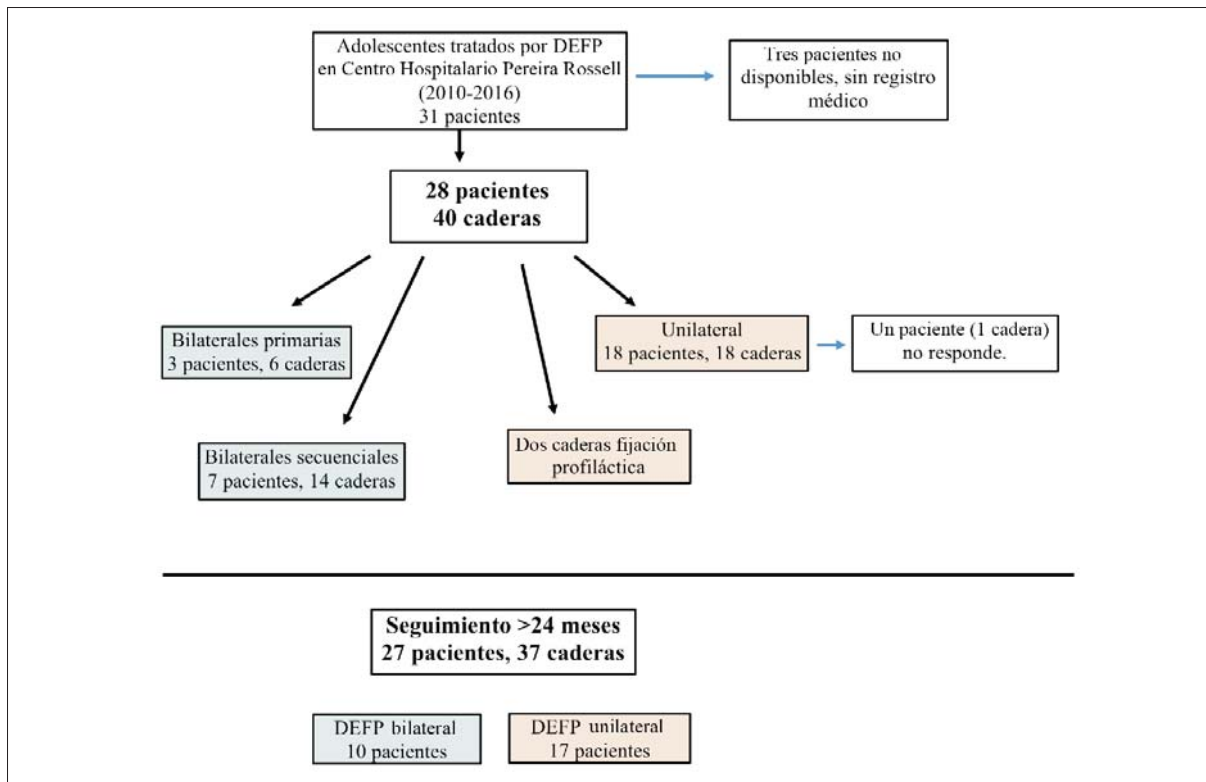 Adolescentes tratados por DEFP
en Centro Hospitalario Pereira Rossell
(2010-2016)
31 pacientes
Tres pacientes no
disponibles, sin registro
médico
28 pacientes
40 caderas
Bilaterales primarias
3 pacientes, 6 caderas
Unilateral
18 pacientes, 18 caderas
Un paciente (1 cadera)
no responde.
Bilaterales secuenciales
7 pacientes, 14 caderas
Dos caderas fijación
profiláctica
Seguimiento >24 meses
27 pacientes, 37 caderas
DEFP bilateral
10 pacientes
DEFP unilateral
17 pacientes